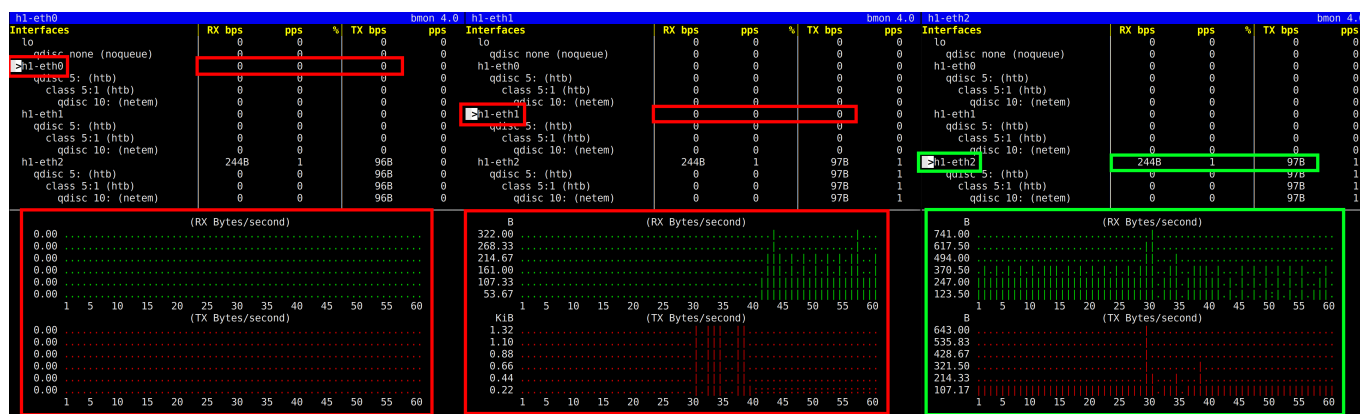 h1-eth0 bmon 4.0
Interfaces RX bps pps % TX bps pps
lo 0 0 0 0
qdisc none (noqueue) 0 0 0 0
>h1-eth0 0 0 0 0
qdisc 5: (htb) 0 0 0 0
class 5:1 (htb) 0 0 0 0
qdisc 10: (netem) 0 0 0 0
h1-eth1 0 0 0 0
qdisc 5: (htb) 0 0 0 0
class 5:1 (htb) 0 0 0 0
qdisc 10: (netem) 0 0 0 0
h1-eth2 244B 1 96B 0
qdisc 5: (htb) 0 0 96B 0
class 5:1 (htb) 0 0 96B 0
qdisc 10: (netem) 0 0 96B 0
(RX Bytes/second)
0.00
0.00
0.00
0.00
0.00
0.00
1 5 10 15 20 25 30 35 40 45 50 55 60
(TX Bytes/second)
0.00
0.00
0.00
0.00
0.00
0.00
1 5 10 15 20 25 30 35 40 45 50 55 60
h1-eth1 bmon 4.0
Interfaces RX bps pps % TX bps pps
lo 0 0 0 0
qdisc none (noqueue) 0 0 0 0
h1-eth0 0 0 0 0
qdisc 5: (htb) 0 0 0 0
class 5:1 (htb) 0 0 0 0
qdisc 10: (netem) 0 0 0 0
>h1-eth1 0 0 0 0
qdisc 5: (htb) 0 0 0 0
class 5:1 (htb) 0 0 0 0
qdisc 10: (netem) 0 0 0 0
h1-eth2 244B 1 97B 1
qdisc 5: (htb) 0 0 97B 1
class 5:1 (htb) 0 0 97B 1
qdisc 10: (netem) 0 0 97B 1
B (RX Bytes/second)
322.00
268.33
214.67
161.00
107.33
53.67
1 5 10 15 20 25 30 35 40 45 50 55 60
KiB (TX Bytes/second)
1.32
1.10
0.88
0.66
0.44
0.22
1 5 10 15 20 25 30 35 40 45 50 55 60
h1-eth2 bmon 4.0
Interfaces RX bps pps % TX bps pps
lo 0 0 0 0
qdisc none (noqueue) 0 0 0 0
h1-eth0 0 0 0 0
qdisc 5: (htb) 0 0 0 0
class 5:1 (htb) 0 0 0 0
qdisc 10: (netem) 0 0 0 0
h1-eth1 0 0 0 0
qdisc 5: (htb) 0 0 0 0
class 5:1 (htb) 0 0 0 0
qdisc 10: (netem) 0 0 0 0
>h1-eth2 244B 1 97B 1
qdisc 5: (htb) 0 0 97B 1
class 5:1 (htb) 0 0 97B 1
qdisc 10: (netem) 0 0 97B 1
B (RX Bytes/second)
741.00
617.50
494.00
370.50
247.00
123.50
1 5 10 15 20 25 30 35 40 45 50 55 60
B (TX Bytes/second)
643.00
535.83
428.67
321.50
214.33
107.17
1 5 10 15 20 25 30 35 40 45 50 55 60